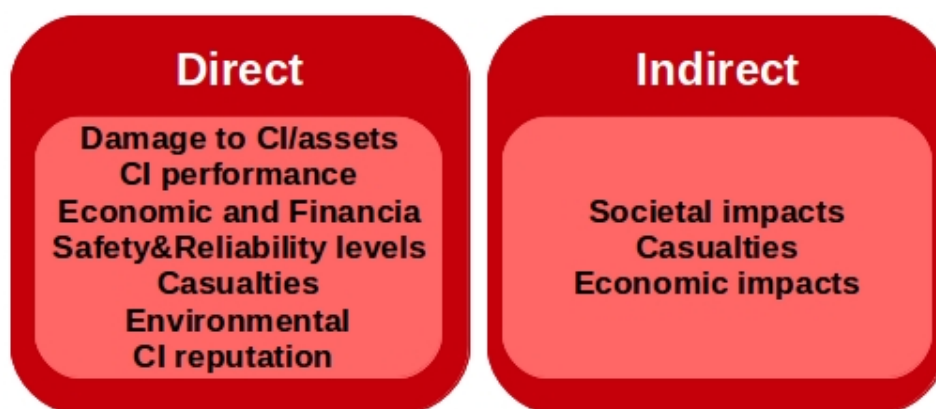 Direct
Damage to CI/assets
CI performance
Economic and Financia
Safety&Reliability levels
Casualties
Environmental
CI reputation
Indirect
Societal impacts
Casualties
Economic impacts